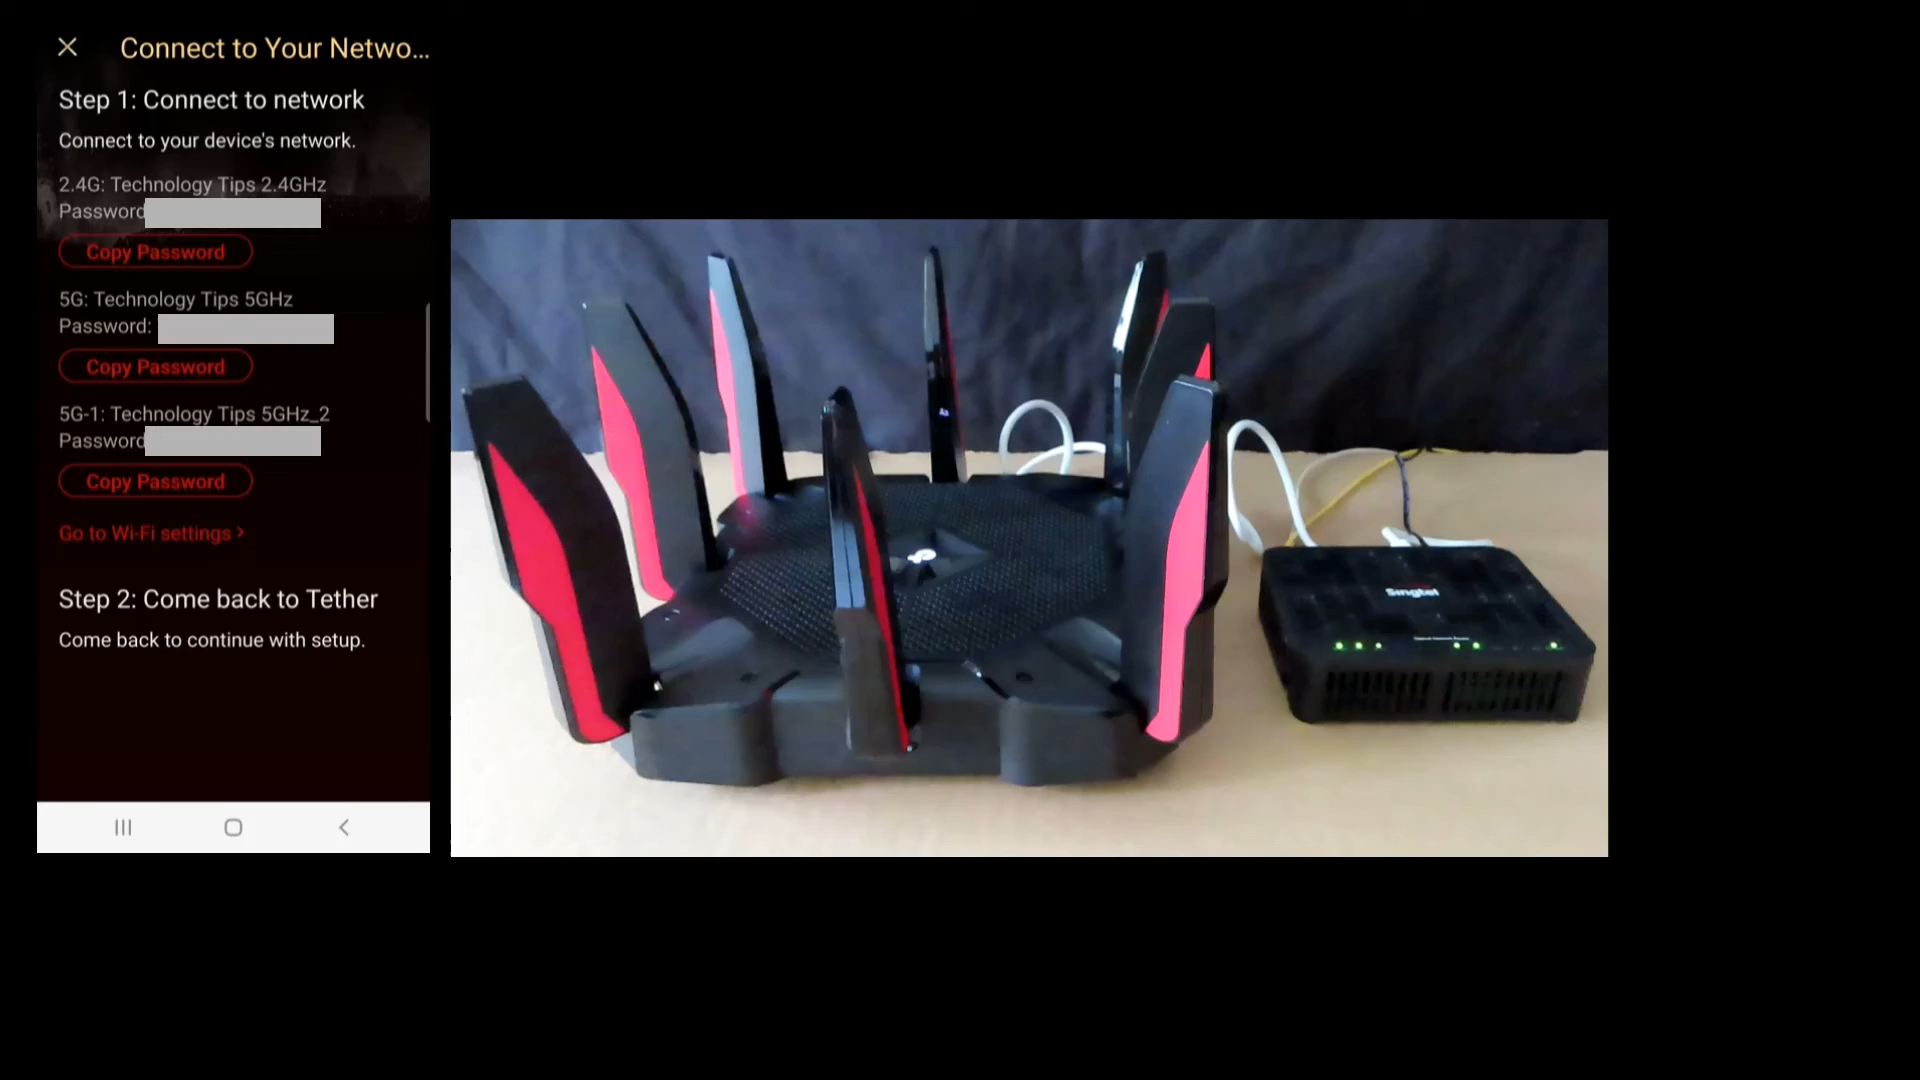 Connect to Your Netwo...
Step 1: Connect to network
Connect to your device's network.
2.4G: Technology Tips 2.4GHz
Password
Copy Password
5G: Technology Tips 5GHz
Password:
Copy Password
5G-1: Technology Tips 5GHz_2
Password
Copy Password
Go to Wi-Fi settings >
Step 2: Come back to Tether
Come back to continue with setup.
Singtel